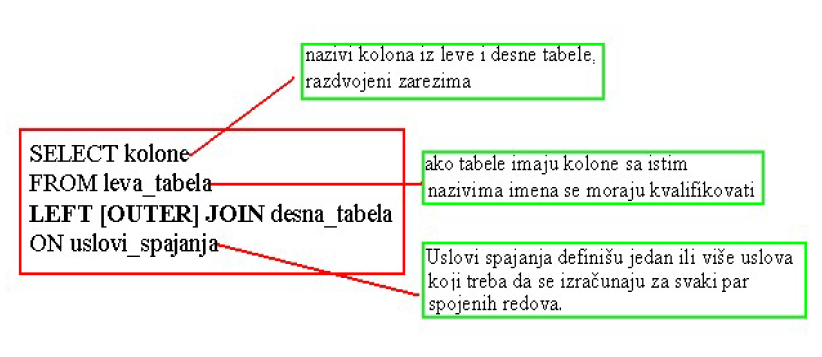 nazivi kolona iz leve i desne tabele,
razdvojeni zarezima
SELECT kolone
FROM leva_tabela
LEFT [OUTER] JOIN desna_tabela
ON uslovi_spajanja
ako tabele imaju kolone sa istim
nazivima imena se moraju kvalifikovati
Uslovi spajanja definišu jedan ili više uslova
koji treba da se izračunaju za svaki par
spojenih redova.